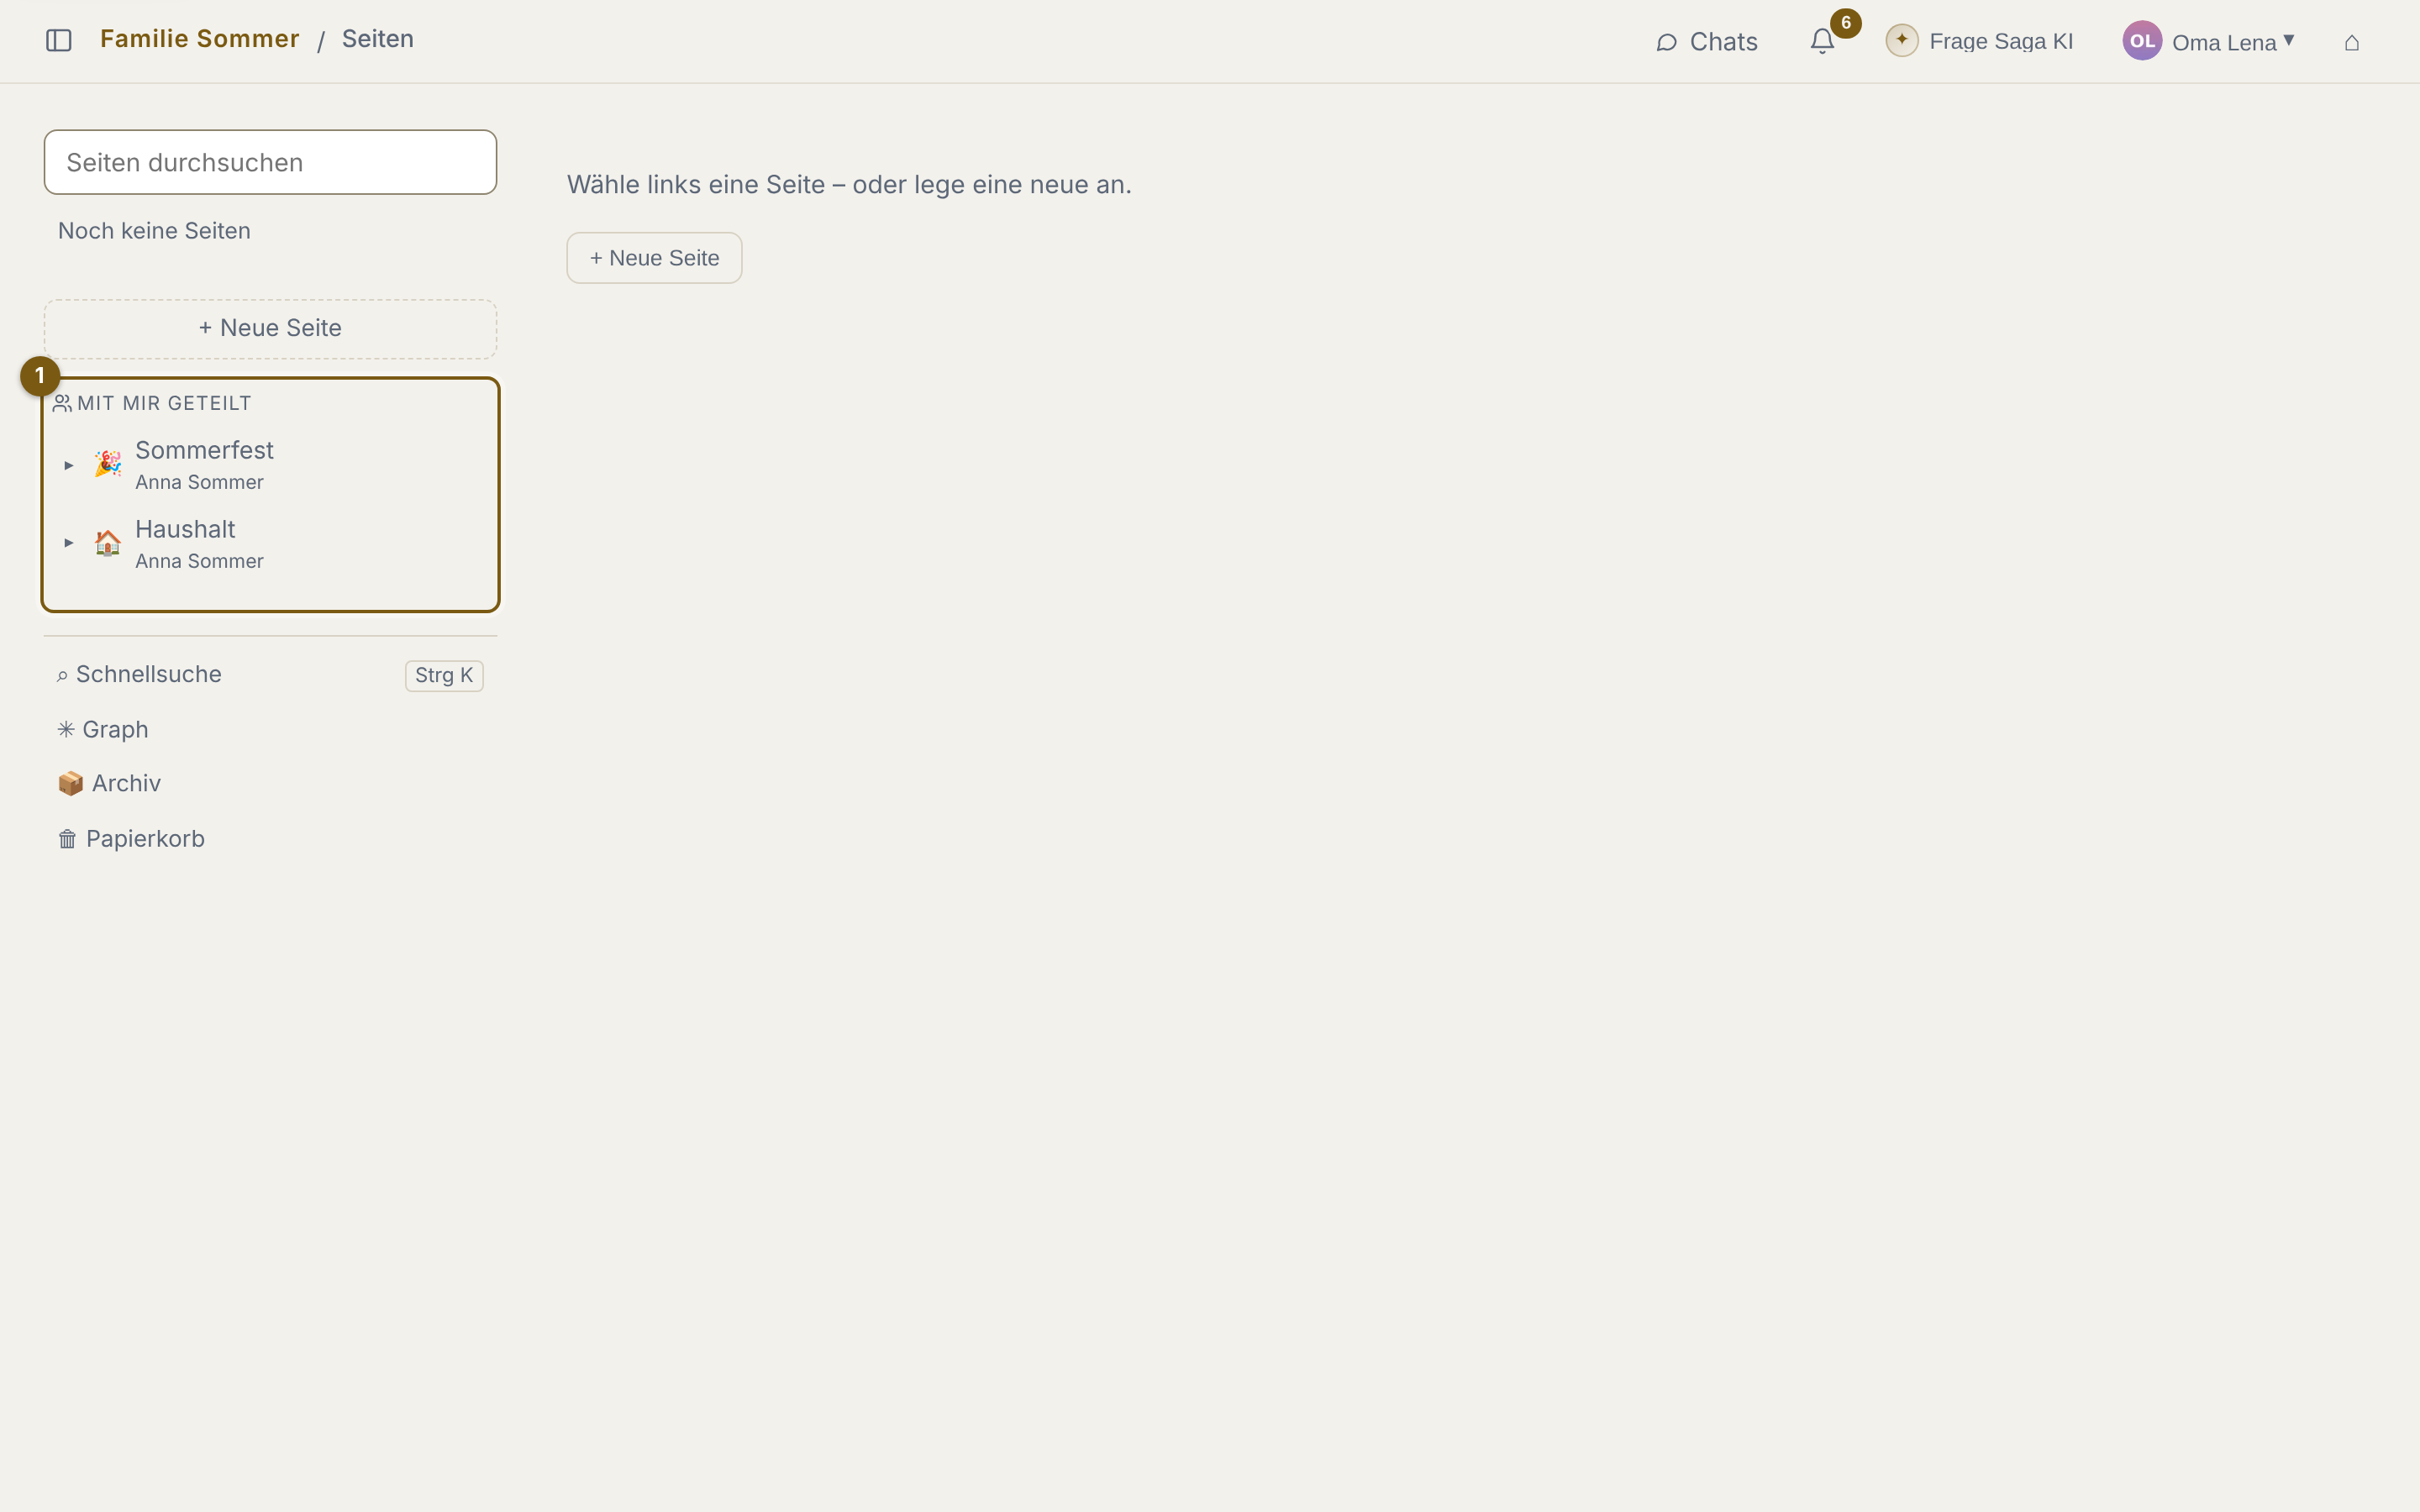 Familie Sommer / Seiten
Chats
6
Frage Saga KI
OL Oma Lena
Seiten durchsuchen
Noch keine Seiten
+ Neue Seite
1
MIT MIR GETEILT
Sommerfest
Anna Sommer
Haushalt
Anna Sommer
Schnellsuche Strg K
Graph
Archiv
Papierkorb
Wähle links eine Seite – oder lege eine neue an.
+ Neue Seite